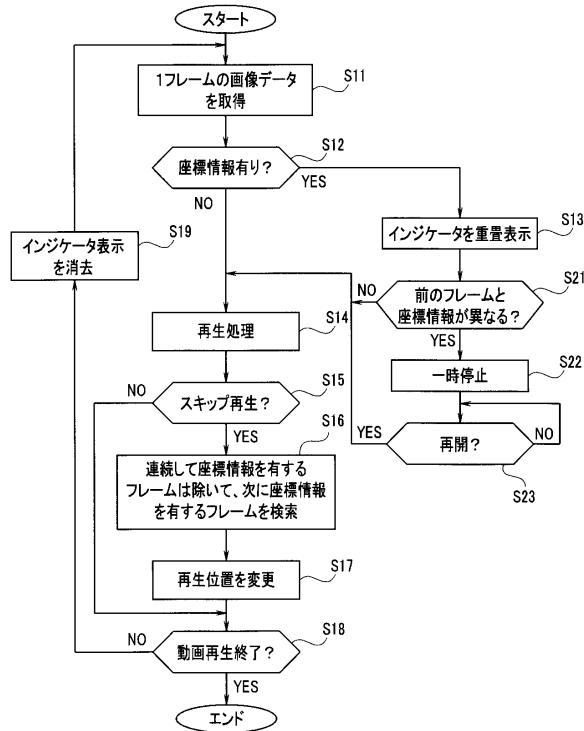 スタート
1フレームの画像データ
を取得
S11
座標情報有り?
S12
YES
NO
インジケータを重畳表示
S13
インジケータ表示
を消去
S19
前のフレームと
座標情報が異なる?
S21
NO
YES
再生処理
S14
一時停止
S22
スキップ再生?
S15
NO
YES
再開?
S23
YES
NO
連続して座標情報を有する
フレームは除いて、次に座標情報
を有するフレームを検索
S16
再生位置を変更
S17
動画再生終了?
S18
NO
YES
エンド